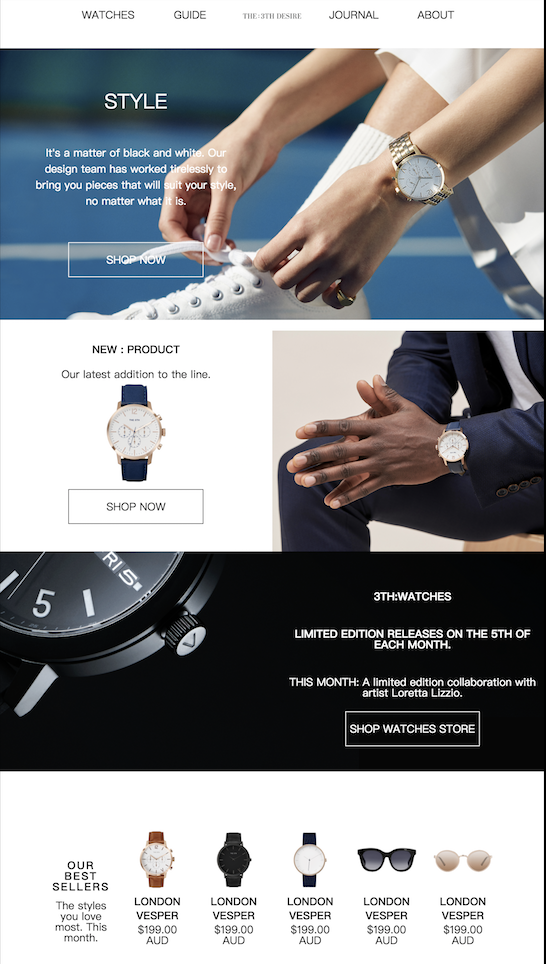 WATCHES GUIDE THE:3TH DESIRE JOURNAL ABOUT
STYLE
It's a matter of black and white. Our
design team has worked tirelessly to
bring you pieces that will suit your style,
no matter what it is.
SHOP NOW
NEW : PRODUCT
Our latest addition to the line.
SHOP NOW
5
3TH:WATCHES
LIMITED EDITION RELEASES ON THE 5TH OF
EACH MONTH.
THIS MONTH: A limited edition collaboration with
artist Loretta Lizzio.
SHOP WATCHES STORE
OUR
BEST
SELLERS
The styles
you love
most. This
month.
LONDON
VESPER
$199.00
AUD
LONDON
VESPER
$199.00
AUD
LONDON
VESPER
$199.00
AUD
LONDON
VESPER
$199.00
AUD
LONDON
VESPER
$199.00
AUD